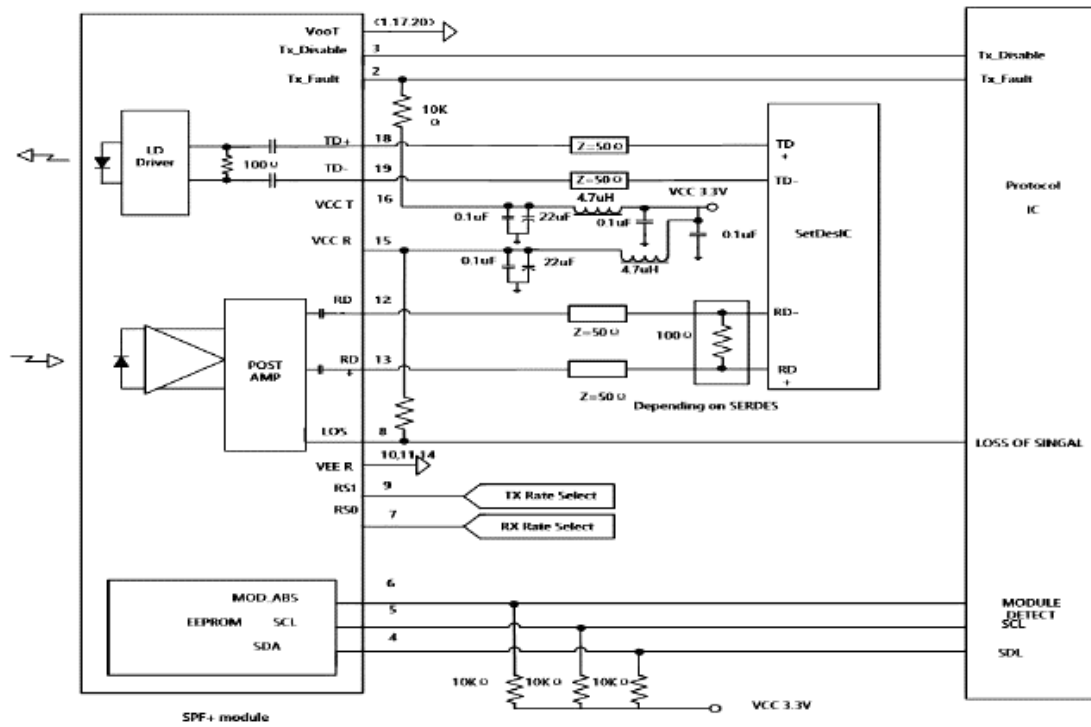 VooT
(1.17.20)
Tx_Disable
3
Tx_Disable
Tx_Fault
2
Tx_Fault
10K
Ω
LD
Driver
100Ω
TD+
18
Z=50Ω
TD
+
TD-
19
Z=50Ω
TD-
4.7uH
VCC 3.3V
VCC T
16
0.1uF
22uF
0.1uF
0.1uF
Protocol
IC
SetDesIC
VCC R
15
0.1uF
22uF
4.7uH
RD
12
Z=50Ω
RD-
100Ω
POST
AMP
RD
+
13
Z=50Ω
RD
+
Depending on SERDES
LOS
8
LOSS OF SINGAL
VEE R
10,11,14
RS1
9
TX Rate Select
RS0
7
RX Rate Select
6
MOD_ABS
MODULE
DETECT
5
EEPROM
SCL
SCL
4
SDA
SDL
10KΩ
10KΩ
10KΩ
VCC 3.3V
SPF+ module